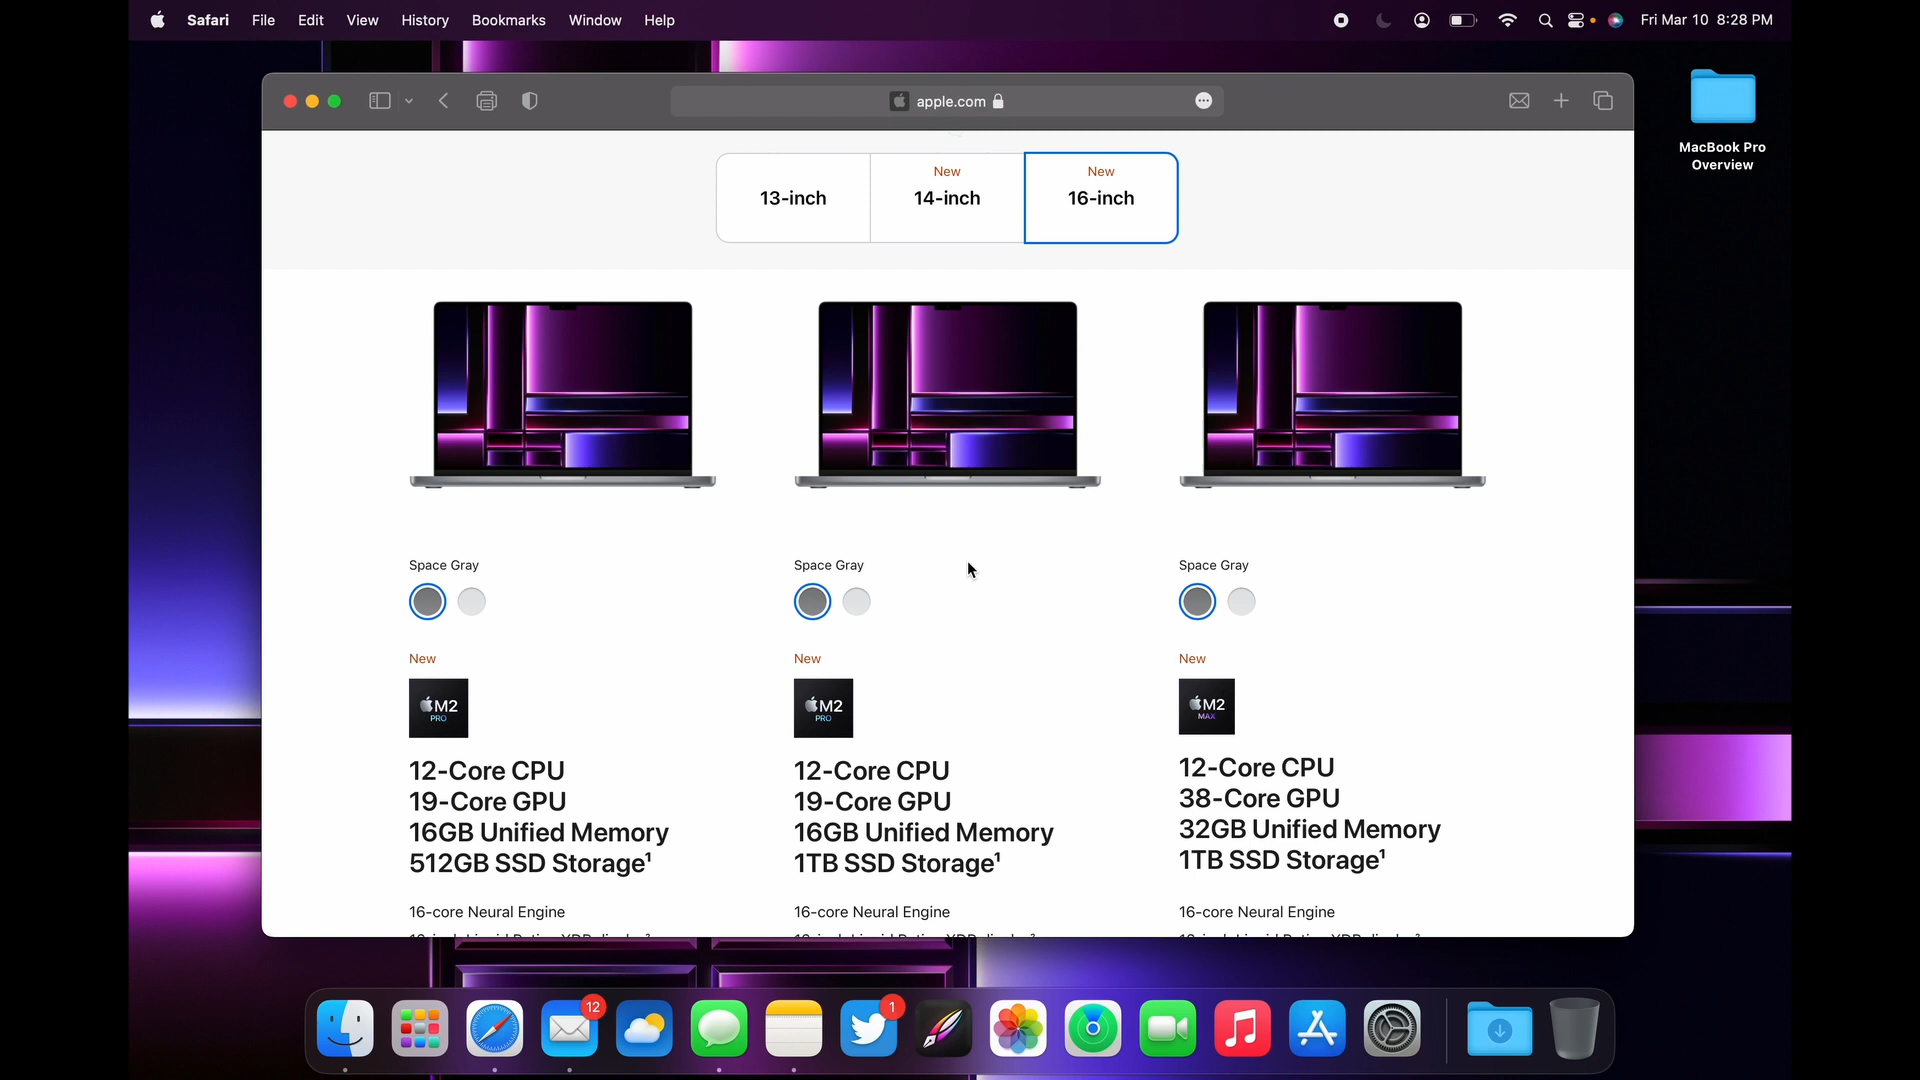 Safari File Edit View History Bookmarks Window Help Fri Mar 10 8:28 PM
apple.com
MacBook Pro
Overview
13-inch
New
14-inch
New
16-inch
Space Gray
Space Gray
Space Gray
New
New
New
M2
PRO
M2
PRO
M2
MAX
12-Core CPU
19-Core GPU
16GB Unified Memory
512GB SSD Storage¹
12-Core CPU
19-Core GPU
16GB Unified Memory
1TB SSD Storage¹
12-Core CPU
38-Core GPU
32GB Unified Memory
1TB SSD Storage¹
16-core Neural Engine
16-core Neural Engine
16-core Neural Engine
12
1